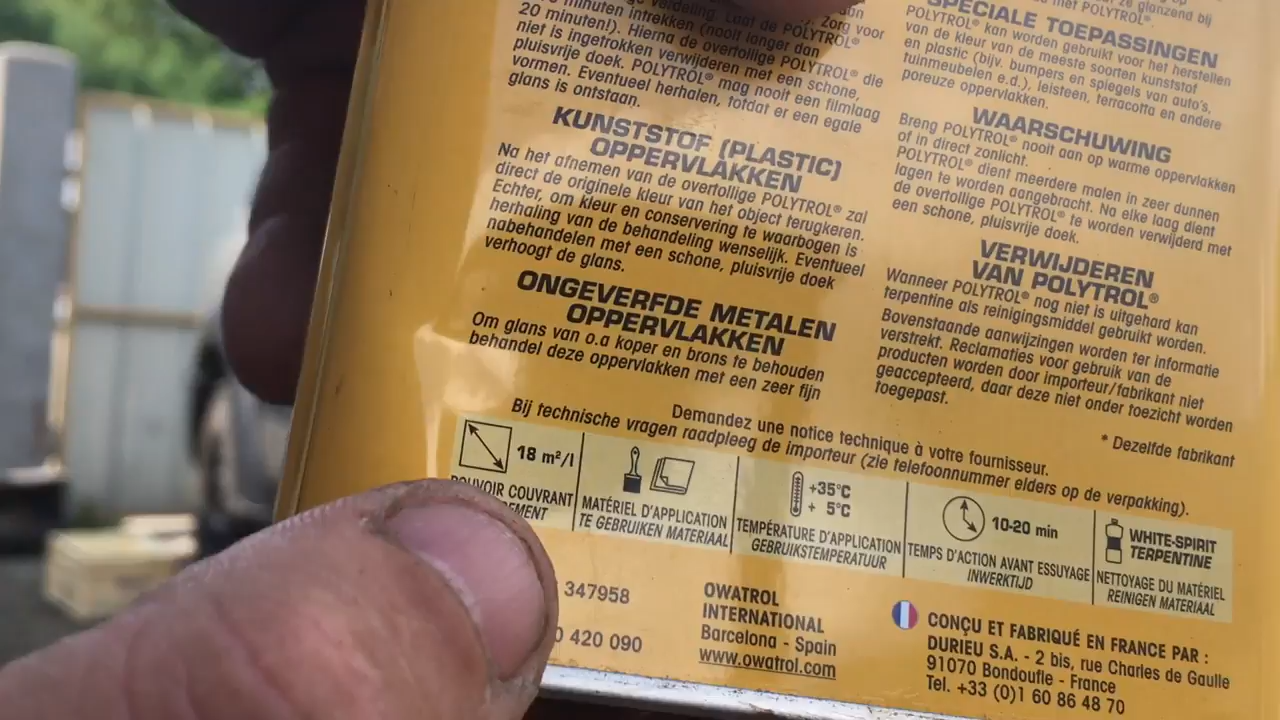 20 minuten!). Hierna de overtollige POLYTROL® die
niet is ingetrokken verwijderen met een schone,
pluisvrije doek. POLYTROL® mag nooit een filmlaag
vormen. Eventueel herhalen, totdat er een egale
glans is ontstaan.
KUNSTSTOF (PLASTIC)
OPPERVLAKKEN
Na het afnemen van de overtollige POLYTROL® zal
direct de originele kleur van het object terugkeren.
Echter, om kleur en conservering te waarbogen is
herhaling van de behandeling wenselijk. Eventueel
nabehandelen met een schone, pluisvrije doek
verhoogt de glans.
ONGEVERFDE METALEN
OPPERVLAKKEN
Om glans van o.a koper en brons te behouden
behandel deze oppervlakken met een zeer fijn
met POLYTROL®
SPECIALE TOEPASSINGEN
POLYTROL® kan worden gebruikt voor het herstellen
van de kleur van de meeste soorten kunststof
en plastic (bijv. bumpers en spiegels van auto's,
tuinmeubelen e.d.), leisteen, terracotta en andere
poreuze oppervlakken.
WAARSCHUWING
Breng POLYTROL® nooit aan op warme oppervlakken
of in direct zonlicht.
POLYTROL® dient meerdere malen in zeer dunnen
lagen te worden aangebracht. Na elke laag dient
de overtollige POLYTROL® te worden verwijderd met
een schone, pluisvrije doek.
VERWIJDEREN
VAN POLYTROL®
Wanneer POLYTROL® nog niet is uitgehard kan
terpentine als reinigingsmiddel gebruikt worden.
Bovenstaande aanwijzingen worden ter informatie
verstrekt. Reclamaties voor gebruik van de
producten worden door importeur/fabrikant niet
geaccepteerd, daar deze niet onder toezicht worden
toegepast.
* Dezelfde fabrikant
Demandez une notice technique à votre fournisseur.
Bij technische vragen raadpleeg de importeur (zie telefoonnummer elders op de verpakking).
18 m²/l
POUVOIR COUVRANT
MATÉRIEL D'APPLICATION
TE GEBRUIKEN MATERIAAL
+35°C
+ 5°C
TEMPÉRATURE D'APPLICATION
GEBRUIKSTEMPERATUUR
10-20 min
TEMPS D'ACTION AVANT ESSUYAGE
INWERKTIJD
WHITE-SPIRIT
TERPENTINE
NETTOYAGE DU MATÉRIEL
REINIGEN MATERIAAL
347958
0 420 090
OWATROL
INTERNATIONAL
Barcelona - Spain
www.owatrol.com
CONÇU ET FABRIQUÉ EN FRANCE PAR :
DURIEU S.A. - 2 bis, rue Charles de Gaulle
91070 Bondoufle - France
Tel. +33 (0)1 60 86 48 70